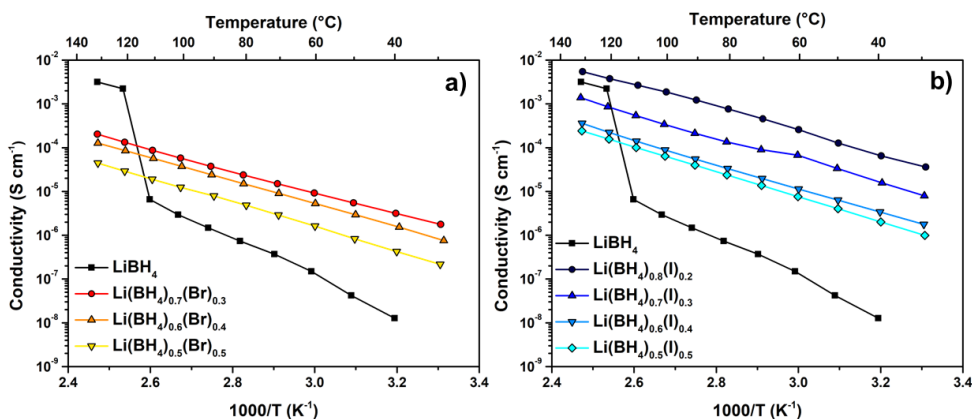 Temperature (°C)
140 120 100 80 60 40
10⁻² 10⁻³ 10⁻⁴ 10⁻⁵ 10⁻⁶ 10⁻⁷ 10⁻⁸ 10⁻⁹
Conductivity (S cm⁻¹)
a)
LiBH₄
Li(BH₄)₀.₇(Br)₀.₃
Li(BH₄)₀.₆(Br)₀.₄
Li(BH₄)₀.₅(Br)₀.₅
2.4 2.6 2.8 3.0 3.2 3.4
1000/T (K⁻¹)
Temperature (°C)
140 120 100 80 60 40
10⁻² 10⁻³ 10⁻⁴ 10⁻⁵ 10⁻⁶ 10⁻⁷ 10⁻⁸ 10⁻⁹
Conductivity (S cm⁻¹)
b)
LiBH₄
Li(BH₄)₀.₈(I)₀.₂
Li(BH₄)₀.₇(I)₀.₃
Li(BH₄)₀.₆(I)₀.₄
Li(BH₄)₀.₅(I)₀.₅
2.4 2.6 2.8 3.0 3.2 3.4
1000/T (K⁻¹)